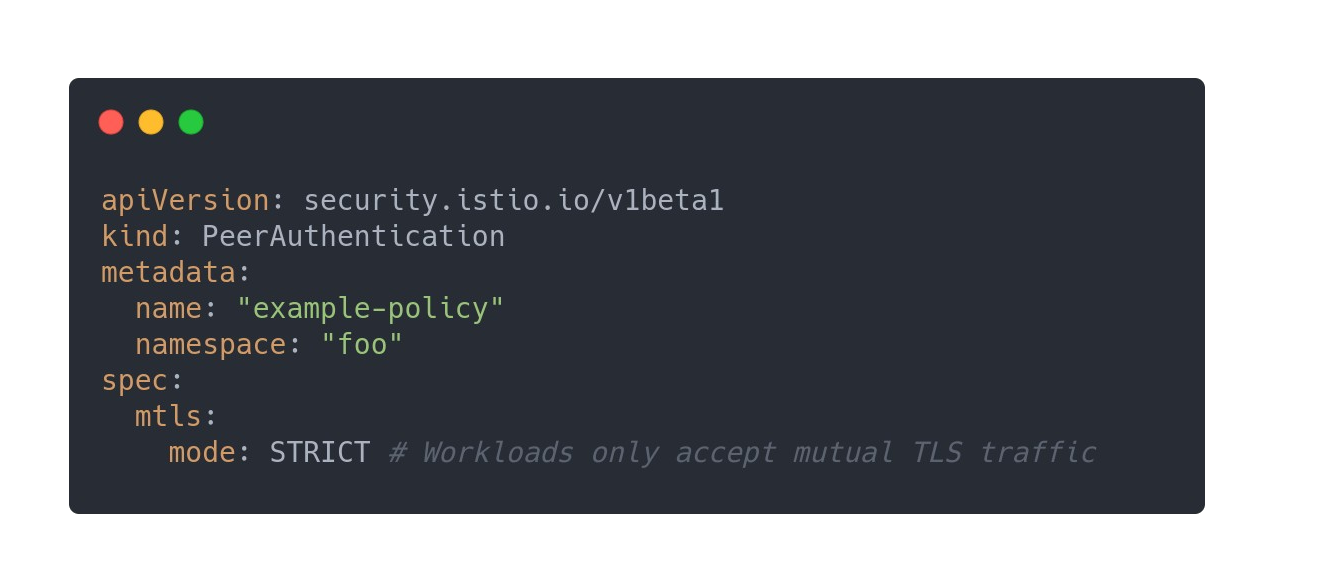 apiVersion: security.istio.io/v1beta1
kind: PeerAuthentication
metadata:
  name: "example-policy"
  namespace: "foo"
spec:
  mtls:
    mode: STRICT # Workloads only accept mutual TLS traffic